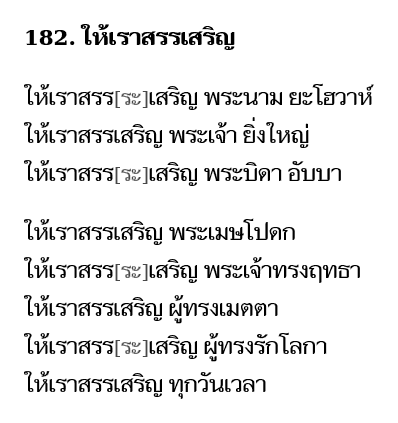 182. ให้เราสรรเสริญ
ให้เราสรร[ระ]เสริญ พระนาม ยะโฮวาห์
ให้เราสรรเสริญ พระเจ้า ยิ่งใหญ่
ให้เราสรร[ระ]เสริญ พระบิดา อับบา
ให้เราสรรเสริญ พระเมษโปดก
ให้เราสรร[ระ]เสริญ พระเจ้าทรงฤทธา
ให้เราสรรเสริญ ผู้ทรงเมตตา
ให้เราสรร[ระ]เสริญ ผู้ทรงรักโลกา
ให้เราสรรเสริญ ทุกวันเวลา